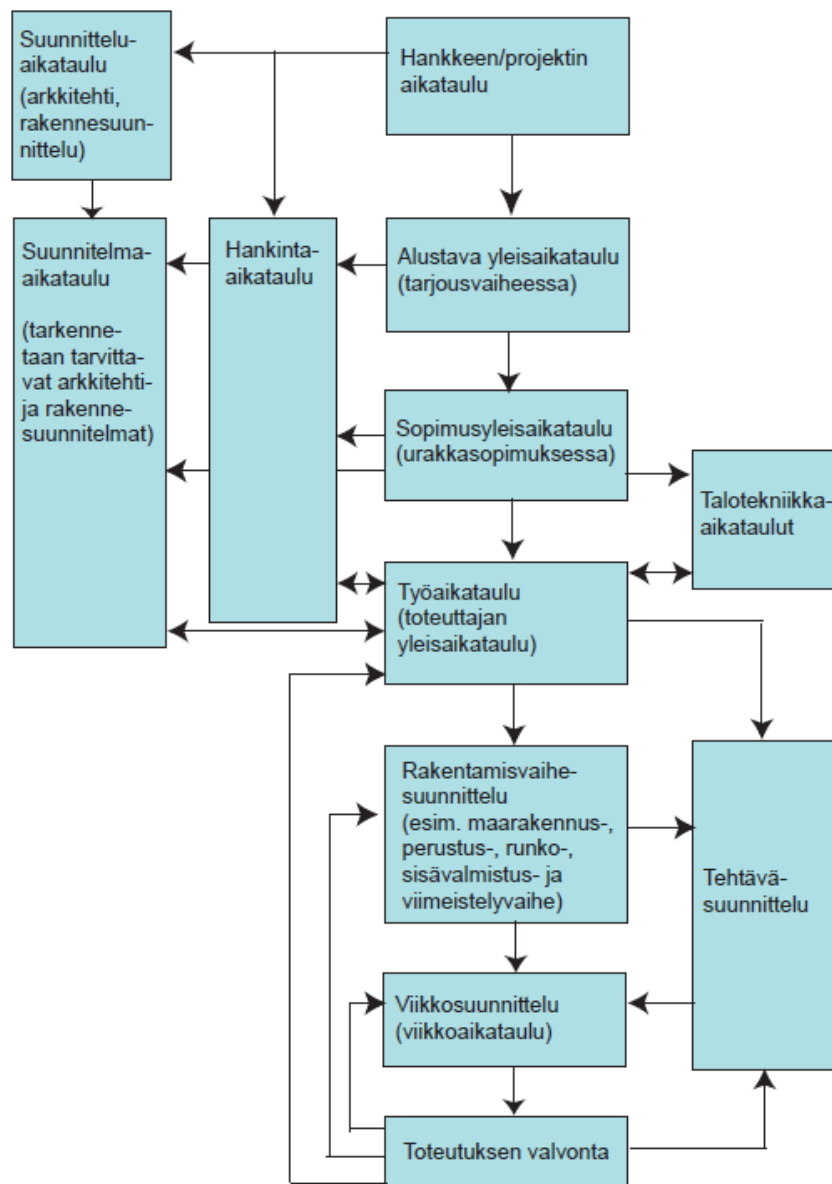 Suunnittelu-
aikataulu
(arkkitehti,
rakennesuun-
nittelu)
Hankkeen/projektin
aikataulu
Suunnitelma-
aikataulu
(tarkenne-
taan tarvitta-
vat arkkitehti-
ja rakenne-
suunnitelmat)
Hankinta-
aikataulu
Alustava yleisaikataulu
(tarjousvaiheessa)
Sopimusyleisaikataulu
(urakkasopimuksessa)
Talotekniikka-
aikataulut
Työaikataulu
(toteuttajan
yleisaikataulu)
Rakentamisvaihe-
suunnittelu
(esim. maarakennus-,
perustus-, runko-,
sisävalmistus- ja
viimeistelyvaihe)
Tehtävä-
suunnittelu
Viikkosuunnittelu
(viikkoaikataulu)
Toteutuksen valvonta